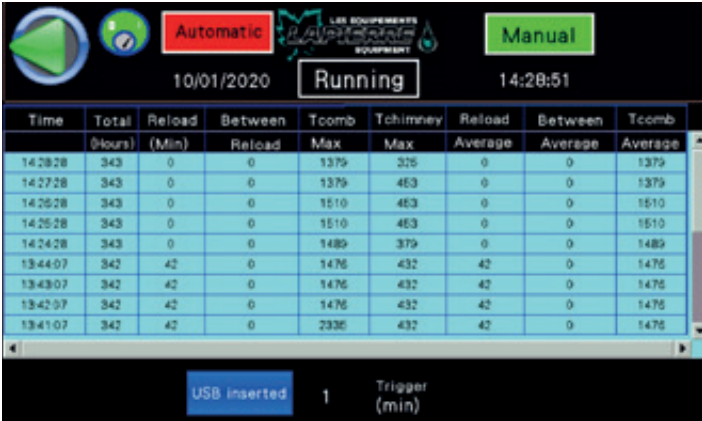 Automatic
LES EQUIPEMENTS
LAPIERRE
EQUIPMENT
Manual
10/01/2020
Running
14:28:51
Time Total Reload Between Tcomb Tchimney Reload Between Tcomb
(Hours) (Min) Reload Max Max Average Average Average
14:28:28 343 0 0 1379 325 0 0 1379
14:27:28 343 0 0 1379 453 0 0 1379
14:26:28 343 0 0 1510 453 0 0 1510
14:25:28 343 0 0 1510 453 0 0 1510
14:24:28 343 0 0 1489 379 0 0 1489
13:44:07 342 42 0 1476 432 42 0 1476
13:43:07 342 42 0 1476 432 42 0 1476
13:42:07 342 42 0 1476 432 42 0 1476
13:41:07 342 42 0 2336 432 42 0 1476
USB inserted
1
Trigger
(min)